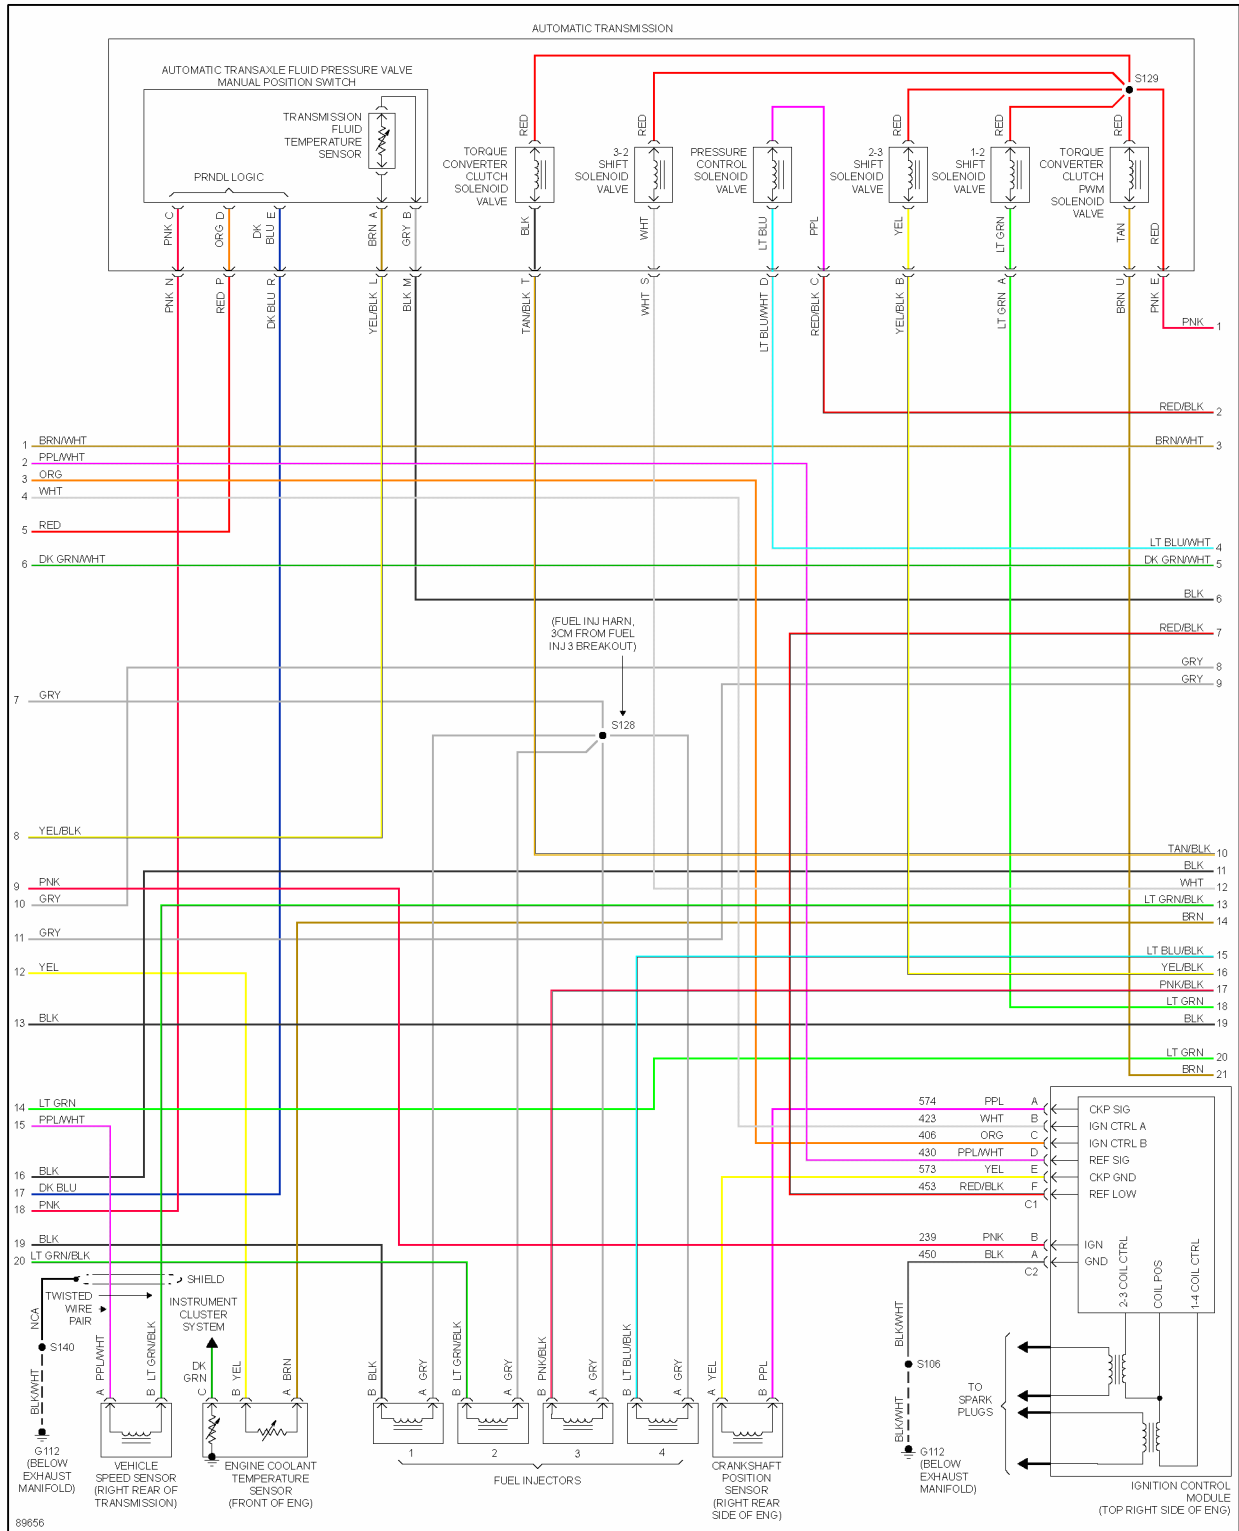 AUTOMATIC TRANSMISSION
AUTOMATIC TRANSAXLE FLUID PRESSURE VALVE
MANUAL POSITION SWITCH
TRANSMISSION
FLUID
TEMPERATURE
SENSOR
PRNDL LOGIC
TORQUE
CONVERTER
CLUTCH
SOLENOID
VALVE
3-2
SHIFT
SOLENOID
VALVE
PRESSURE
CONTROL
SOLENOID
VALVE
2-3
SHIFT
SOLENOID
VALVE
1-2
SHIFT
SOLENOID
VALVE
TORQUE
CONVERTER
CLUTCH
PWM
SOLENOID
VALVE
S129
RED
RED
RED
RED
RED
PNK C
ORG D
DK
BLU E
BRN A
GRY B
BLK
WHT
LT BLU
PPL
YEL
LT GRN
TAN
RED
PNK N
RED P
DK BLU R
YEL/BLK L
BLK M
TAN/BLK T
WHT S
LT BLU/WHT D
RED/BLK C
YEL/BLK B
LT GRN A
BRN U
PNK E
PNK 1
RED/BLK 2
1 BRN/WHT
BRN/WHT 3
2 PPL/WHT
3 ORG
4 WHT
5 RED
LT BLU/WHT 4
6 DK GRN/WHT
DK GRN/WHT 5
BLK 6
(FUEL INJ HARN,
3CM FROM FUEL
INJ 3 BREAKOUT)
RED/BLK 7
GRY 8
GRY 9
7 GRY
S128
8 YEL/BLK
TAN/BLK 10
BLK 11
9 PNK
WHT 12
10 GRY
LT GRN/BLK 13
BRN 14
11 GRY
LT BLU/BLK 15
12 YEL
YEL/BLK 16
PNK/BLK 17
LT GRN 18
13 BLK
BLK 19
LT GRN 20
BRN 21
14 LT GRN
15 PPL/WHT
16 BLK
17 DK BLU
18 PNK
19 BLK
20 LT GRN/BLK
574 PPL A CKP SIG
423 WHT B IGN CTRL A
406 ORG C IGN CTRL B
430 PPL/WHT D REF SIG
573 YEL E CKP GND
453 RED/BLK F REF LOW
C1
239 PNK B IGN
450 BLK A GND
C2
2-3 COIL CTRL
COIL POS
1-4 COIL CTRL
SHIELD
TWISTED
WIRE
PAIR
INSTRUMENT
CLUSTER
SYSTEM
NCA
S140
BLK/WHT
A PPL/WHT
B LT GRN/BLK
DK
GRN
C
B YEL
A BRN
B BLK
A GRY
B LT GRN/BLK
A GRY
B PNK/BLK
A GRY
B LT BLU/BLK
A GRY
A YEL
B PPL
BLK/WHT
S106
BLK/WHT
TO
SPARK
PLUGS
1
2
3
4
FUEL INJECTORS
G112
(BELOW
EXHAUST
MANIFOLD)
VEHICLE
SPEED SENSOR
(RIGHT REAR OF
TRANSMISSION)
ENGINE COOLANT
TEMPERATURE
SENSOR
(FRONT OF ENG)
CRANKSHAFT
POSITION
SENSOR
(RIGHT REAR
SIDE OF ENG)
G112
(BELOW
EXHAUST
MANIFOLD)
IGNITION CONTROL
MODULE
(TOP RIGHT SIDE OF ENG)
89656